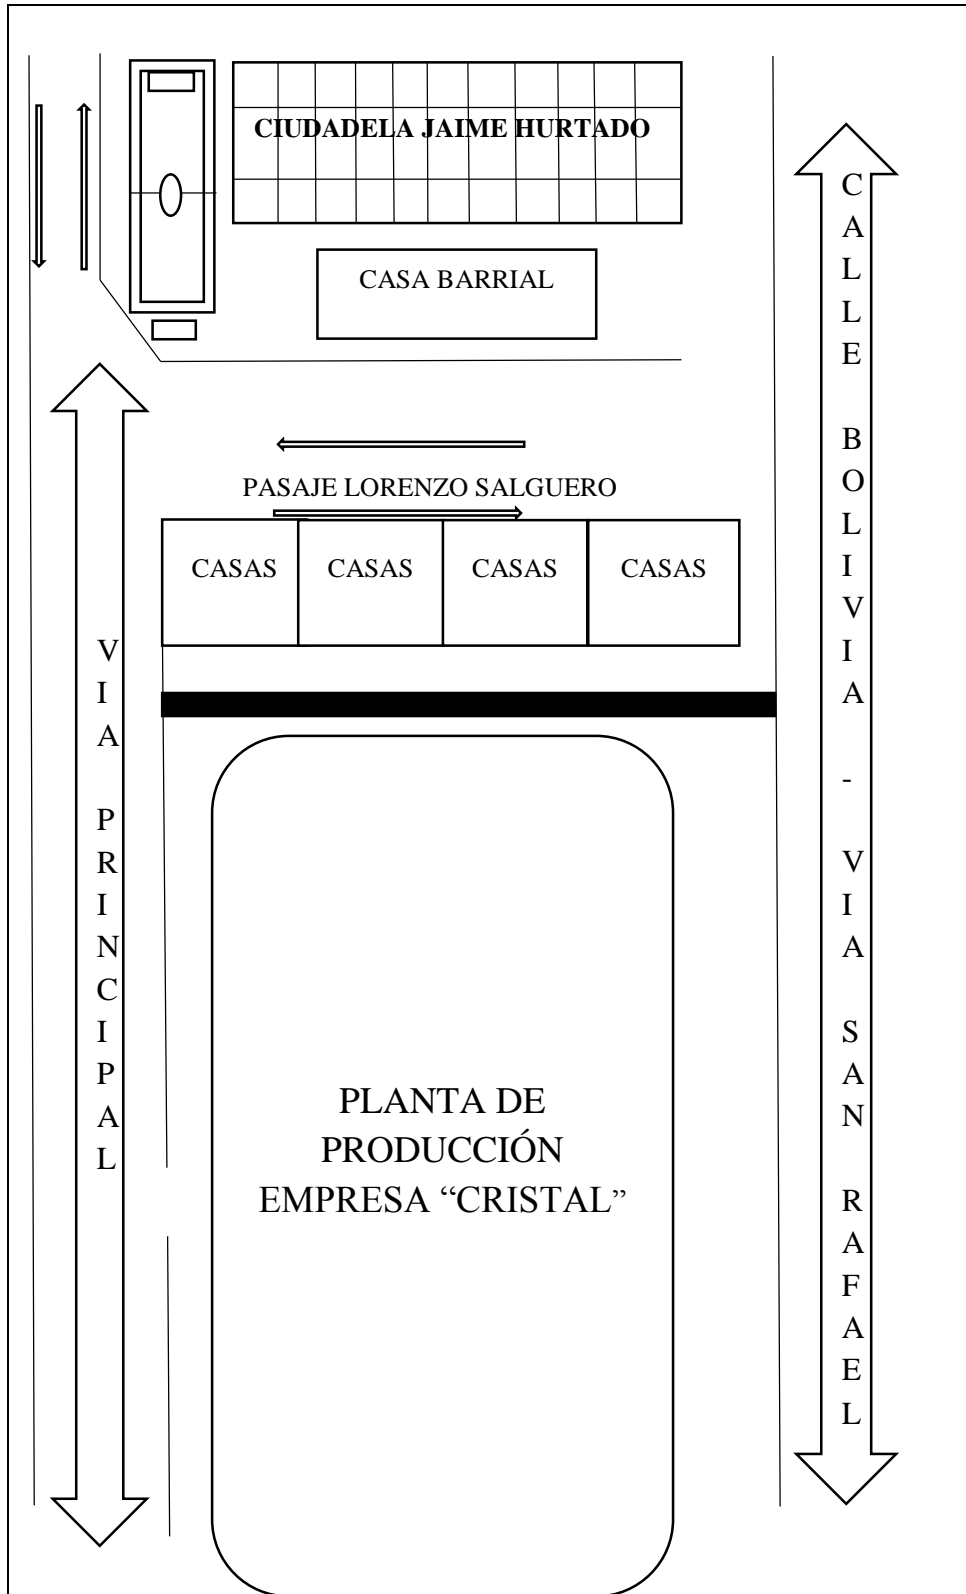 CIUDADELA JAIME HURTADO
CASA BARRIAL
PASAJE LORENZO SALGUERO
CASAS
CASAS
CASAS
CASAS
VIA PRINCIPAL
CALLE BOLIVIA - VIA SAN RAFAEL
PLANTA DE
PRODUCCIÓN
EMPRESA “CRISTAL”